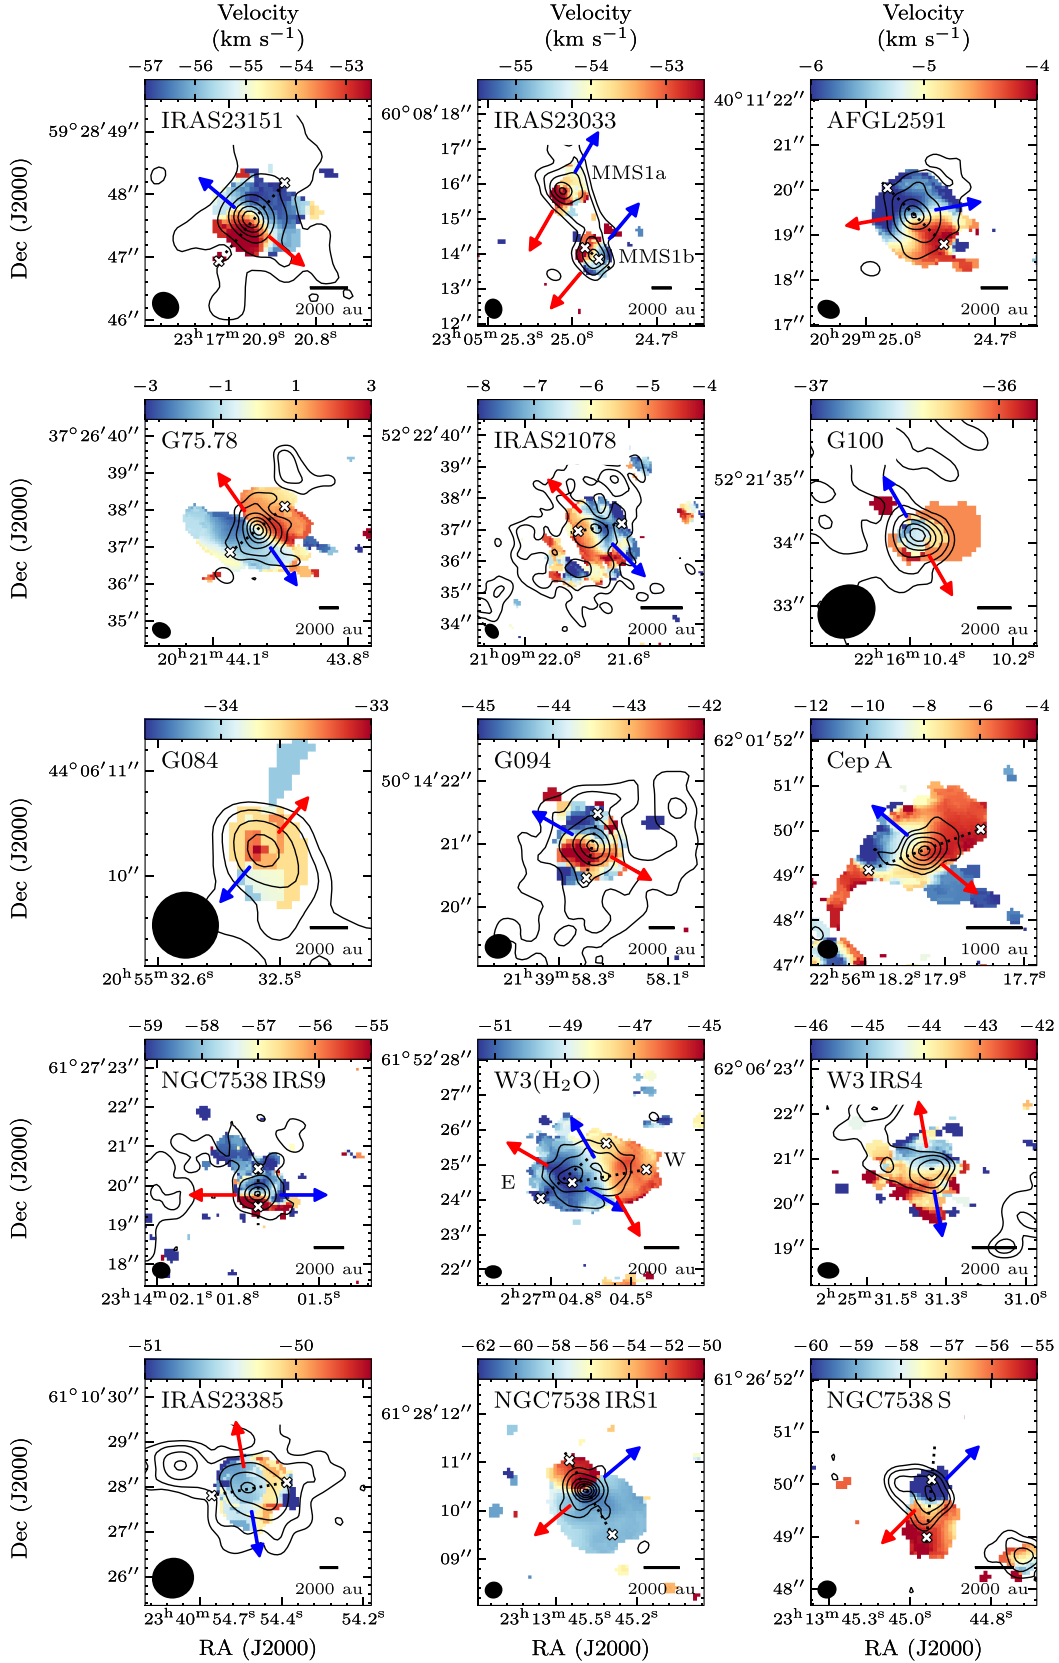 Velocity Velocity Velocity
(km s⁻¹) (km s⁻¹) (km s⁻¹)
−57 −56 −55 −54 −53 −55 −54 −53 −6 −5 −4
IRAS23151 IRAS23033 AFGL2591
59°28′49′′ 48′′ 47′′ 46′′
60°08′18′′ 17′′ 16′′ 15′′ 14′′ 13′′ 12′′
40°11′22′′ 21′′ 20′′ 19′′ 18′′ 17′′
MMS1a
MMS1b
2000 au 2000 au 2000 au
23ʰ17ᵐ20.9ˢ 20.8ˢ 23ʰ05ᵐ25.3ˢ 25.0ˢ 24.7ˢ 20ʰ29ᵐ25.0ˢ 24.7ˢ
Dec (J2000)
−3 −1 1 3 −8 −7 −6 −5 −4 −37 −36
G75.78 IRAS21078 G100
37°26′40′′ 39′′ 38′′ 37′′ 36′′ 35′′
52°22′40′′ 39′′ 38′′ 37′′ 36′′ 35′′ 34′′
52°21′35′′ 34′′ 33′′
2000 au 2000 au 2000 au
20ʰ21ᵐ44.1ˢ 43.8ˢ 21ʰ09ᵐ22.0ˢ 21.6ˢ 22ʰ16ᵐ10.4ˢ 10.2ˢ
Dec (J2000)
−34 −33 −45 −44 −43 −42 −12 −10 −8 −6 −4
G084 G094 Cep A
44°06′11′′ 10′′
50°14′22′′ 21′′ 20′′
62°01′52′′ 51′′ 50′′ 49′′ 48′′ 47′′
2000 au 2000 au 1000 au
20ʰ55ᵐ32.6ˢ 32.5ˢ 21ʰ39ᵐ58.3ˢ 58.1ˢ 22ʰ56ᵐ18.2ˢ 17.9ˢ 17.7ˢ
Dec (J2000)
−59 −58 −57 −56 −55 −51 −49 −47 −45 −46 −45 −44 −43 −42
NGC7538 IRS9 W3(H₂O) W3 IRS4
61°27′23′′ 22′′ 21′′ 20′′ 19′′ 18′′
61°52′28′′ 27′′ 26′′ 25′′ 24′′ 23′′ 22′′
62°06′23′′ 22′′ 21′′ 20′′ 19′′
E W
2000 au 2000 au 2000 au
23ʰ14ᵐ02.1ˢ 01.8ˢ 01.5ˢ 2ʰ27ᵐ04.8ˢ 04.5ˢ 2ʰ25ᵐ31.5ˢ 31.3ˢ 31.0ˢ
Dec (J2000)
−51 −50 −62 −60 −58 −56 −54 −52 −50 −60 −59 −58 −57 −56 −55
IRAS23385 NGC7538 IRS1 NGC7538 S
61°10′30′′ 29′′ 28′′ 27′′ 26′′
61°28′12′′ 11′′ 10′′ 09′′
61°26′52′′ 51′′ 50′′ 49′′ 48′′
2000 au 2000 au 2000 au
23ʰ40ᵐ54.7ˢ 54.4ˢ 54.2ˢ 23ʰ13ᵐ45.5ˢ 45.2ˢ 23ʰ13ᵐ45.3ˢ 45.0ˢ 44.8ˢ
Dec (J2000)
RA (J2000) RA (J2000) RA (J2000)